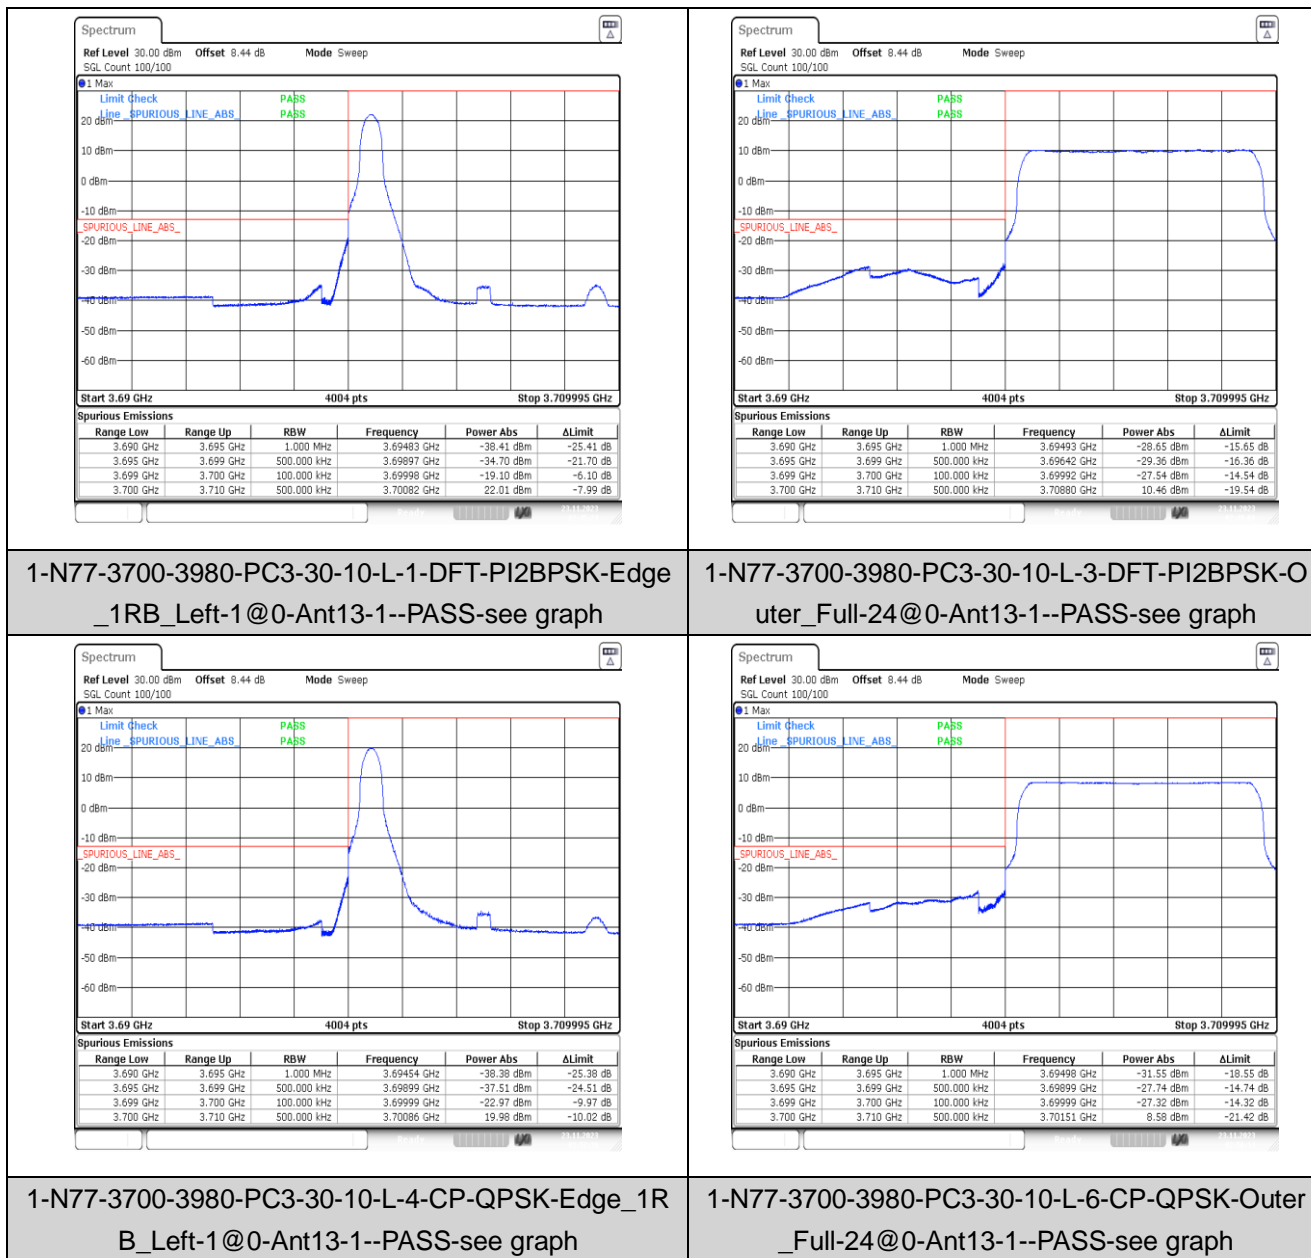 Spectrum
Ref Level 30.00 dBm Offset 8.44 dB Mode Sweep
SGL Count 100/100
1 Max
Limit Check PASS
Line _SPURIOUS_LINE_ABS_ PASS
20 dBm
10 dBm
0 dBm
-10 dBm
_SPURIOUS_LINE_ABS_
-20 dBm
-30 dBm
-40 dBm
-50 dBm
-60 dBm
Start 3.69 GHz 4004 pts Stop 3.709995 GHz
Spurious Emissions
Range Low Range Up RBW Frequency Power Abs ΔLimit
3.690 GHz 3.695 GHz 1.000 MHz 3.69483 GHz -38.41 dBm -25.41 dB
3.695 GHz 3.699 GHz 500.000 kHz 3.69897 GHz -34.70 dBm -21.70 dB
3.699 GHz 3.700 GHz 100.000 kHz 3.69998 GHz -19.10 dBm -6.10 dB
3.700 GHz 3.710 GHz 500.000 kHz 3.70082 GHz 22.01 dBm -7.99 dB
Ready 23.11.2023
1-N77-3700-3980-PC3-30-10-L-1-DFT-PI2BPSK-Edge
_1RB_Left-1@0-Ant13-1--PASS-see graph
Spectrum
Ref Level 30.00 dBm Offset 8.44 dB Mode Sweep
SGL Count 100/100
1 Max
Limit Check PASS
Line _SPURIOUS_LINE_ABS_ PASS
20 dBm
10 dBm
0 dBm
-10 dBm
_SPURIOUS_LINE_ABS_
-20 dBm
-30 dBm
-40 dBm
-50 dBm
-60 dBm
Start 3.69 GHz 4004 pts Stop 3.709995 GHz
Spurious Emissions
Range Low Range Up RBW Frequency Power Abs ΔLimit
3.690 GHz 3.695 GHz 1.000 MHz 3.69493 GHz -28.65 dBm -15.65 dB
3.695 GHz 3.699 GHz 500.000 kHz 3.69642 GHz -29.36 dBm -16.36 dB
3.699 GHz 3.700 GHz 100.000 kHz 3.69992 GHz -27.54 dBm -14.54 dB
3.700 GHz 3.710 GHz 500.000 kHz 3.70880 GHz 10.46 dBm -19.54 dB
Ready 23.11.2023
1-N77-3700-3980-PC3-30-10-L-3-DFT-PI2BPSK-O
uter_Full-24@0-Ant13-1--PASS-see graph
Spectrum
Ref Level 30.00 dBm Offset 8.44 dB Mode Sweep
SGL Count 100/100
1 Max
Limit Check PASS
Line _SPURIOUS_LINE_ABS_ PASS
20 dBm
10 dBm
0 dBm
-10 dBm
_SPURIOUS_LINE_ABS_
-20 dBm
-30 dBm
-40 dBm
-50 dBm
-60 dBm
Start 3.69 GHz 4004 pts Stop 3.709995 GHz
Spurious Emissions
Range Low Range Up RBW Frequency Power Abs ΔLimit
3.690 GHz 3.695 GHz 1.000 MHz 3.69454 GHz -38.38 dBm -25.38 dB
3.695 GHz 3.699 GHz 500.000 kHz 3.69899 GHz -37.51 dBm -24.51 dB
3.699 GHz 3.700 GHz 100.000 kHz 3.69999 GHz -22.97 dBm -9.97 dB
3.700 GHz 3.710 GHz 500.000 kHz 3.70086 GHz 19.98 dBm -10.02 dB
Ready 23.11.2023
1-N77-3700-3980-PC3-30-10-L-4-CP-QPSK-Edge_1R
B_Left-1@0-Ant13-1--PASS-see graph
Spectrum
Ref Level 30.00 dBm Offset 8.44 dB Mode Sweep
SGL Count 100/100
1 Max
Limit Check PASS
Line _SPURIOUS_LINE_ABS_ PASS
20 dBm
10 dBm
0 dBm
-10 dBm
_SPURIOUS_LINE_ABS_
-20 dBm
-30 dBm
-40 dBm
-50 dBm
-60 dBm
Start 3.69 GHz 4004 pts Stop 3.709995 GHz
Spurious Emissions
Range Low Range Up RBW Frequency Power Abs ΔLimit
3.690 GHz 3.695 GHz 1.000 MHz 3.69498 GHz -31.55 dBm -18.55 dB
3.695 GHz 3.699 GHz 500.000 kHz 3.69899 GHz -27.74 dBm -14.74 dB
3.699 GHz 3.700 GHz 100.000 kHz 3.69999 GHz -27.32 dBm -14.32 dB
3.700 GHz 3.710 GHz 500.000 kHz 3.70151 GHz 8.58 dBm -21.42 dB
Ready 23.11.2023
1-N77-3700-3980-PC3-30-10-L-6-CP-QPSK-Outer
_Full-24@0-Ant13-1--PASS-see graph